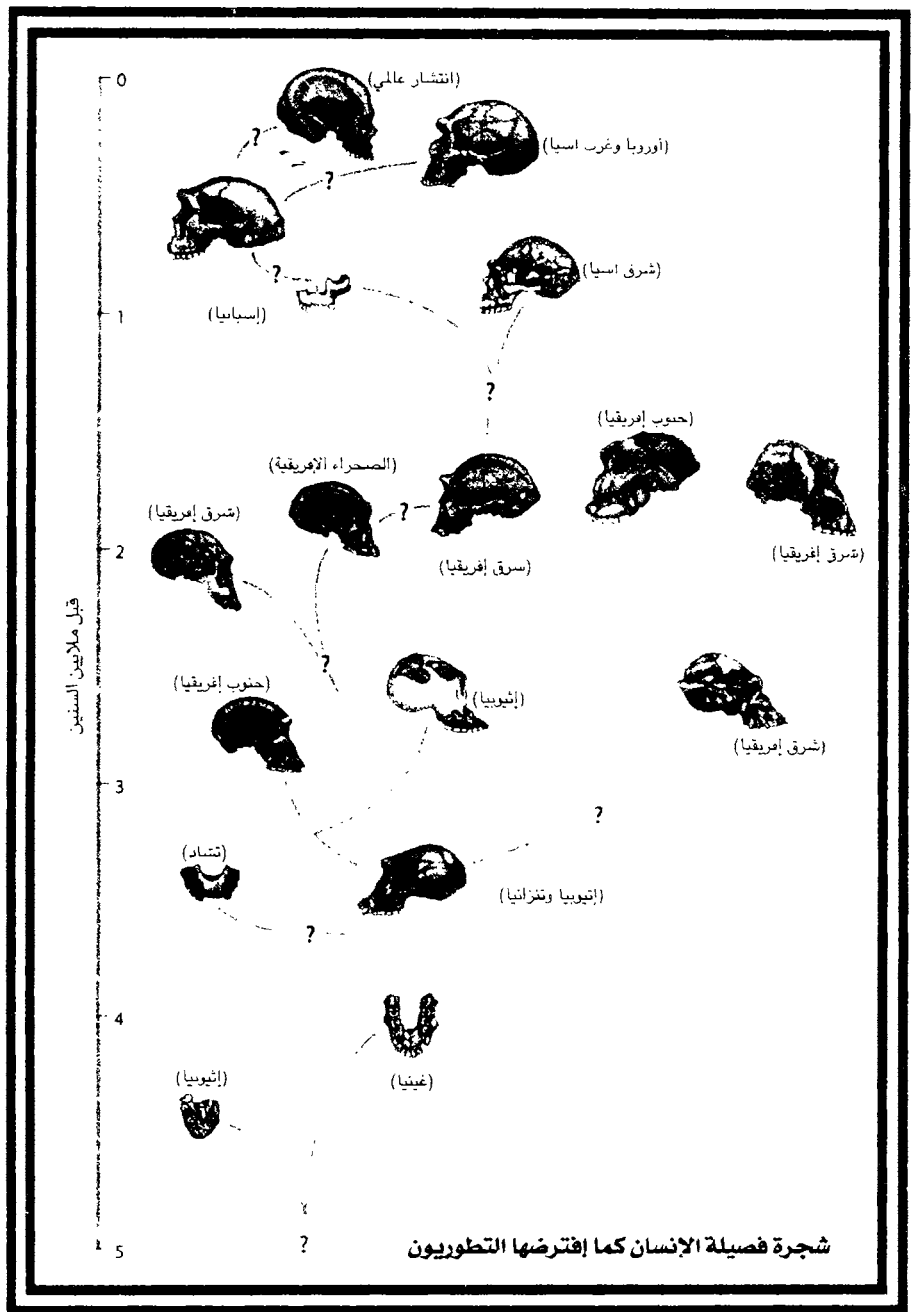 0
(انتشار عالمي)
?
(أوروبا وغرب اسيا)
?
(شرق اسيا)
?
(إسبانيا)
1
?
(جنوب إفريقيا)
(الصحراء الإفريقية)
(شرق إفريقيا)
?
(شرق إفريقيا)
2
(شرق إفريقيا)
قبل ملايين السنين
?
(جنوب إفريقيا)
(إثيوبيا)
(شرق إفريقيا)
3
?
(تشاد)
(إثيوبيا وتنزانيا)
?
4
(إثيوبيا)
(غينيا)
?
5
شجرة فصيلة الإنسان كما إفترضها التطوريون